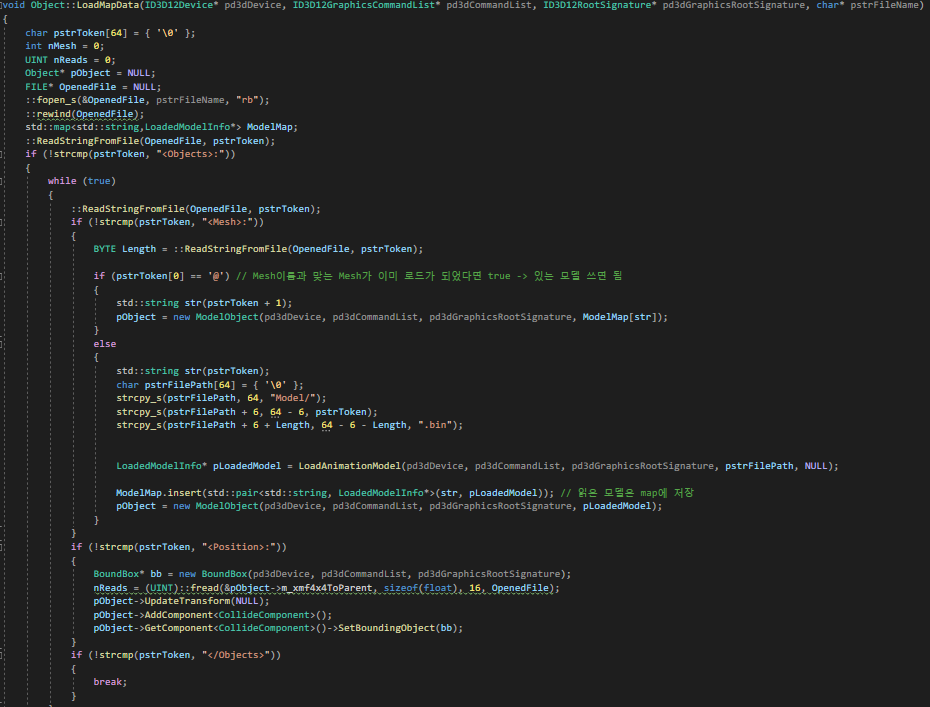 void Object::LoadMapData(ID3D12Device* pd3dDevice, ID3D12GraphicsCommandList* pd3dCommandList, ID3D12RootSignature* pd3dGraphicsRootSignature, char* pstrFileName)
{
char pstrToken[64] = { '\0' };
int nMesh = 0;
UINT nReads = 0;
Object* pObject = NULL;
FILE* OpenedFile = NULL;
::fopen_s(&OpenedFile, pstrFileName, "rb");
::rewind(OpenedFile);
std::map<std::string,LoadedModelInfo*> ModelMap;
::ReadStringFromFile(OpenedFile, pstrToken);
if (!strcmp(pstrToken, "<Objects>:"))
{
while (true)
{
::ReadStringFromFile(OpenedFile, pstrToken);
if (!strcmp(pstrToken, "<Mesh>:"))
{
BYTE Length = ::ReadStringFromFile(OpenedFile, pstrToken);
if (pstrToken[0] == '@') // Mesh이름과 맞는 Mesh가 이미 로드가 되었다면 true -> 있는 모델 쓰면 됨
{
std::string str(pstrToken + 1);
pObject = new ModelObject(pd3dDevice, pd3dCommandList, pd3dGraphicsRootSignature, ModelMap[str]);
}
else
{
std::string str(pstrToken);
char pstrFilePath[64] = { '\0' };
strcpy_s(pstrFilePath, 64, "Model/");
strcpy_s(pstrFilePath + 6, 64 - 6, pstrToken);
strcpy_s(pstrFilePath + 6 + Length, 64 - 6 - Length, ".bin");
LoadedModelInfo* pLoadedModel = LoadAnimationModel(pd3dDevice, pd3dCommandList, pd3dGraphicsRootSignature, pstrFilePath, NULL);
ModelMap.insert(std::pair<std::string, LoadedModelInfo*>(str, pLoadedModel)); // 읽은 모델은 map에 저장
pObject = new ModelObject(pd3dDevice, pd3dCommandList, pd3dGraphicsRootSignature, pLoadedModel);
}
}
if (!strcmp(pstrToken, "<Position>:"))
{
BoundBox* bb = new BoundBox(pd3dDevice, pd3dCommandList, pd3dGraphicsRootSignature);
nReads = (UINT)::fread(&pObject->m_xmf4x4ToParent, sizeof(float), 16, OpenedFile);
pObject->UpdateTransform(NULL);
pObject->AddComponent<CollideComponent>();
pObject->GetComponent<CollideComponent>()->SetBoundingObject(bb);
}
if (!strcmp(pstrToken, "</Objects>"))
{
break;
}